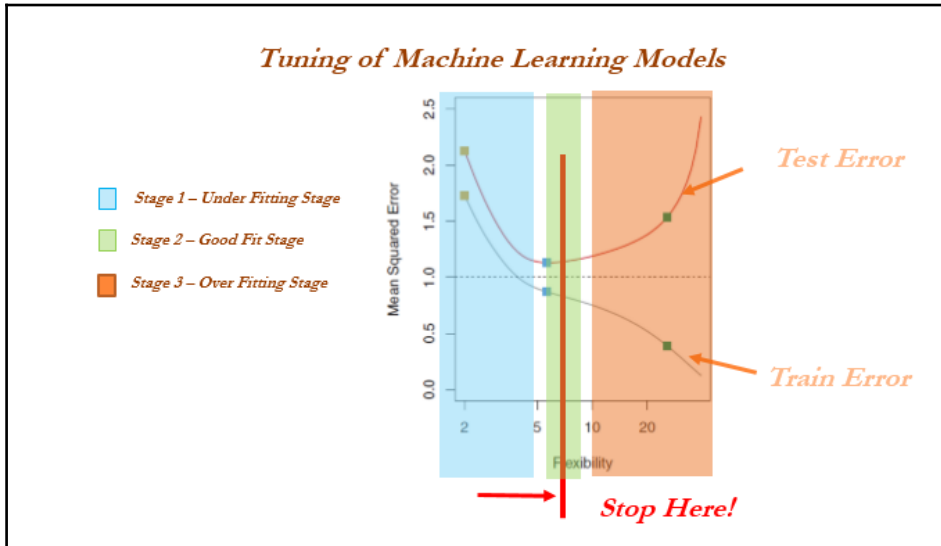 Tuning of Machine Learning Models
Stage 1 – Under Fitting Stage
Stage 2 – Good Fit Stage
Stage 3 – Over Fitting Stage
Mean Squared Error
2.5
2.0
1.5
1.0
0.5
0.0
Test Error
Train Error
2 5 10 20
Flexibility
Stop Here!